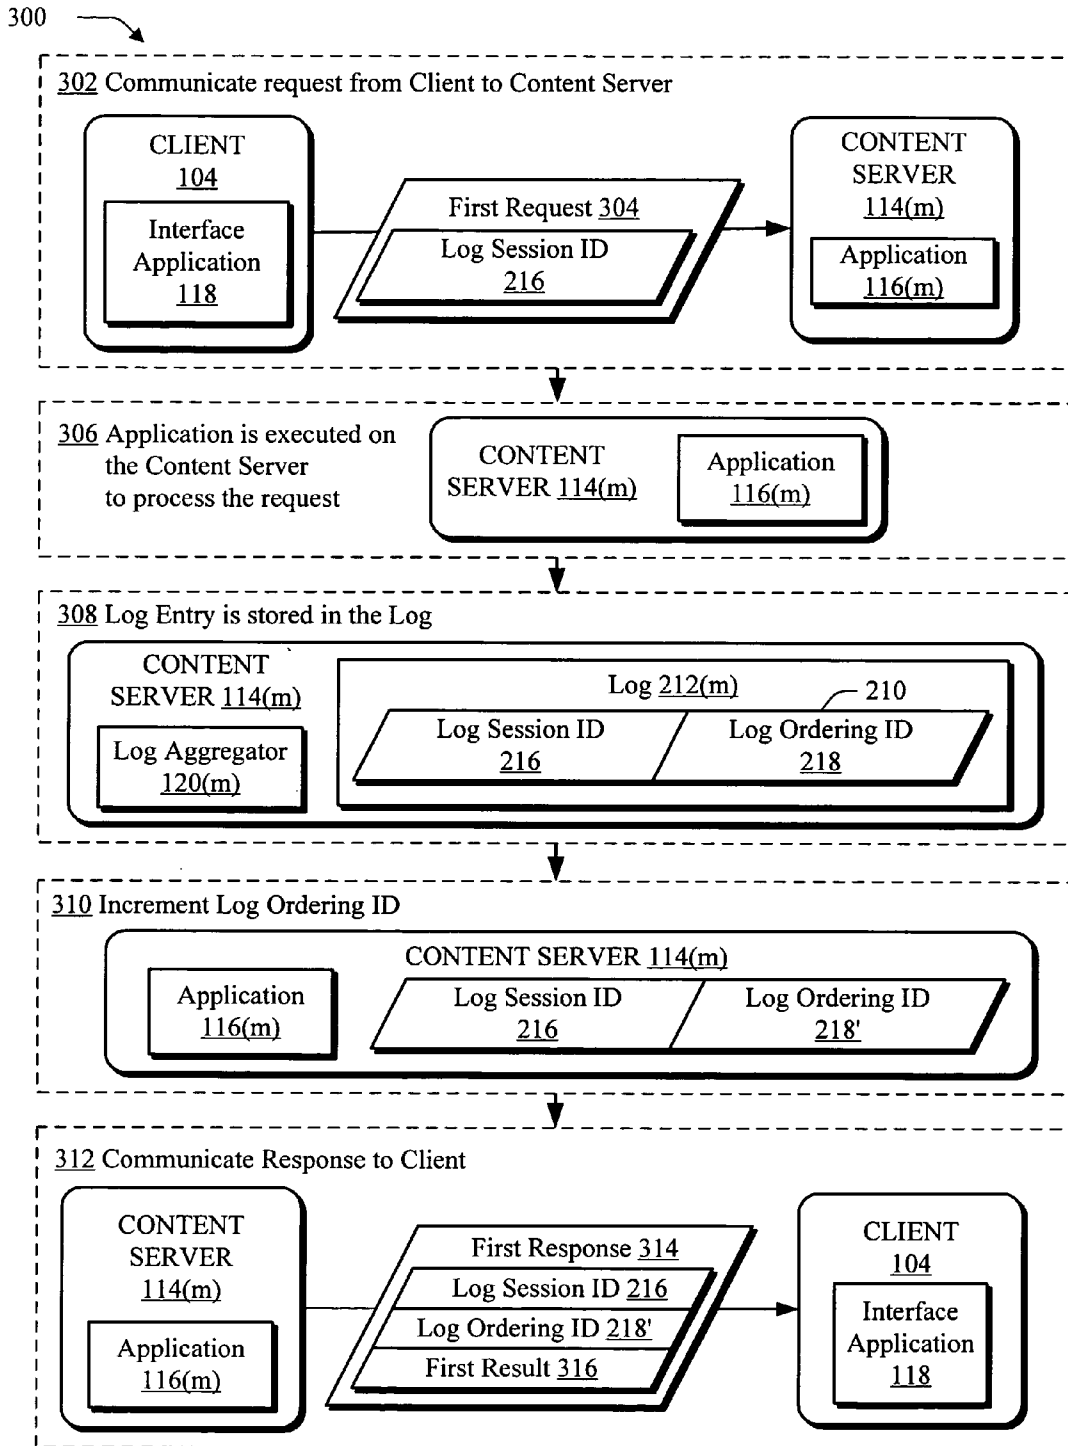 300
302 Communicate request from Client to Content Server
CLIENT
104
Interface
Application
118
First Request 304
Log Session ID
216
CONTENT
SERVER
114(m)
Application
116(m)
306 Application is executed on
the Content Server
to process the request
CONTENT
SERVER 114(m)
Application
116(m)
308 Log Entry is stored in the Log
CONTENT
SERVER 114(m)
Log Aggregator
120(m)
Log 212(m)
210
Log Session ID
216
Log Ordering ID
218
310 Increment Log Ordering ID
CONTENT SERVER 114(m)
Application
116(m)
Log Session ID
216
Log Ordering ID
218'
312 Communicate Response to Client
CONTENT
SERVER
114(m)
Application
116(m)
First Response 314
Log Session ID 216
Log Ordering ID 218'
First Result 316
CLIENT
104
Interface
Application
118